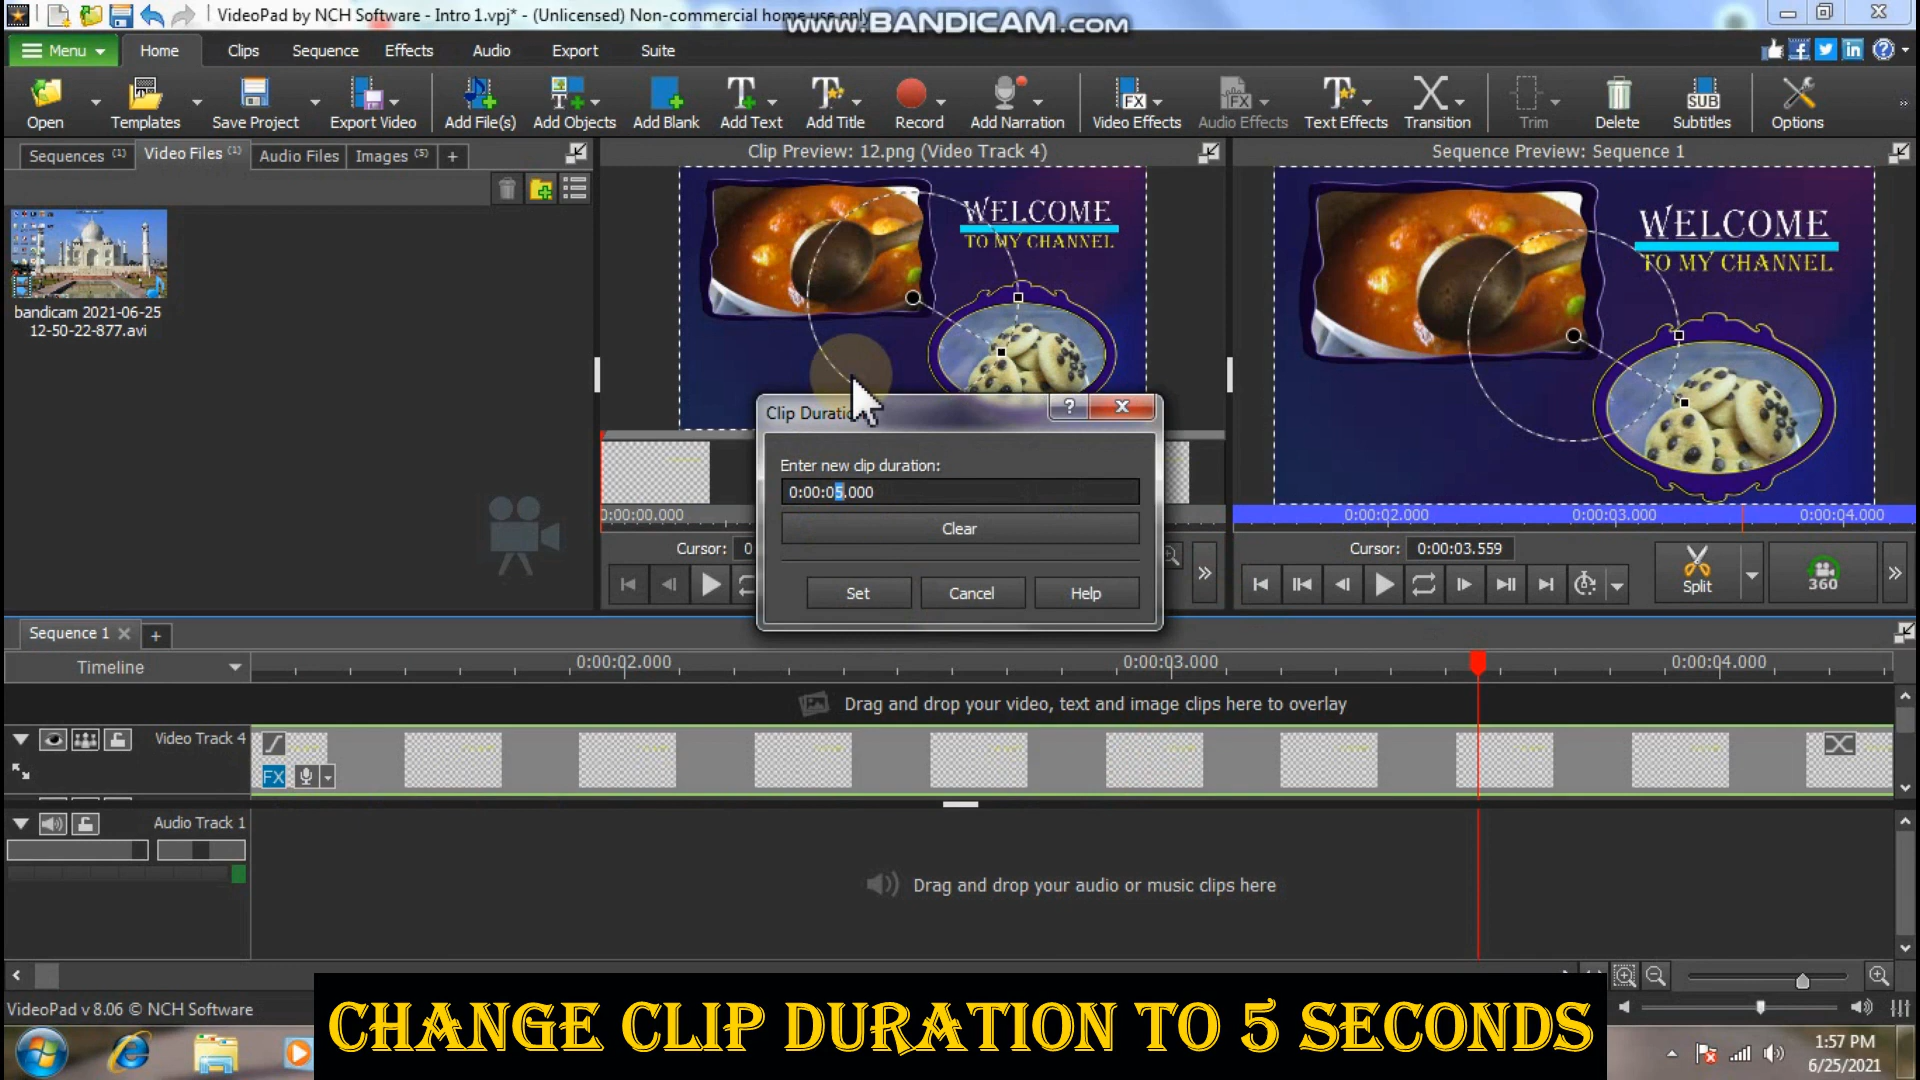 VideoPad by NCH Software - Intro 1.vpj* - (Unlicensed) Non-commercial home use only
www.BANDICAM.com
Menu
Home
Clips
Sequence
Effects
Audio
Export
Suite
Open
Templates
Save Project
Export Video
Add File(s)
Add Objects
Add Blank
Add Text
Add Title
Record
Add Narration
Video Effects
Audio Effects
Text Effects
Transition
Trim
Delete
SUB
Subtitles
Options
Sequences (1)
Video Files (1)
Audio Files
Images (5)
Clip Preview: 12.png (Video Track 4)
Sequence Preview: Sequence 1
bandicam 2021-06-25
12-50-22-877.avi
WELCOME
TO MY CHANNEL
WELCOME
TO MY CHANNEL
Clip Duratio
Enter new clip duration:
0:00:05.000
Clear
Set
Cancel
Help
0:00:00.000
0:00:02.000
0:00:03.000
0:00:04.000
Cursor: 0
Cursor:
0:00:03.559
Split
360
Sequence 1
Timeline
0:00:02.000
0:00:03.000
0:00:04.000
Drag and drop your video, text and image clips here to overlay
Video Track 4
FX
Audio Track 1
Drag and drop your audio or music clips here
VideoPad v 8.06 © NCH Software
CHANGE CLIP DURATION TO 5 SECONDS
1:57 PM
6/25/2021